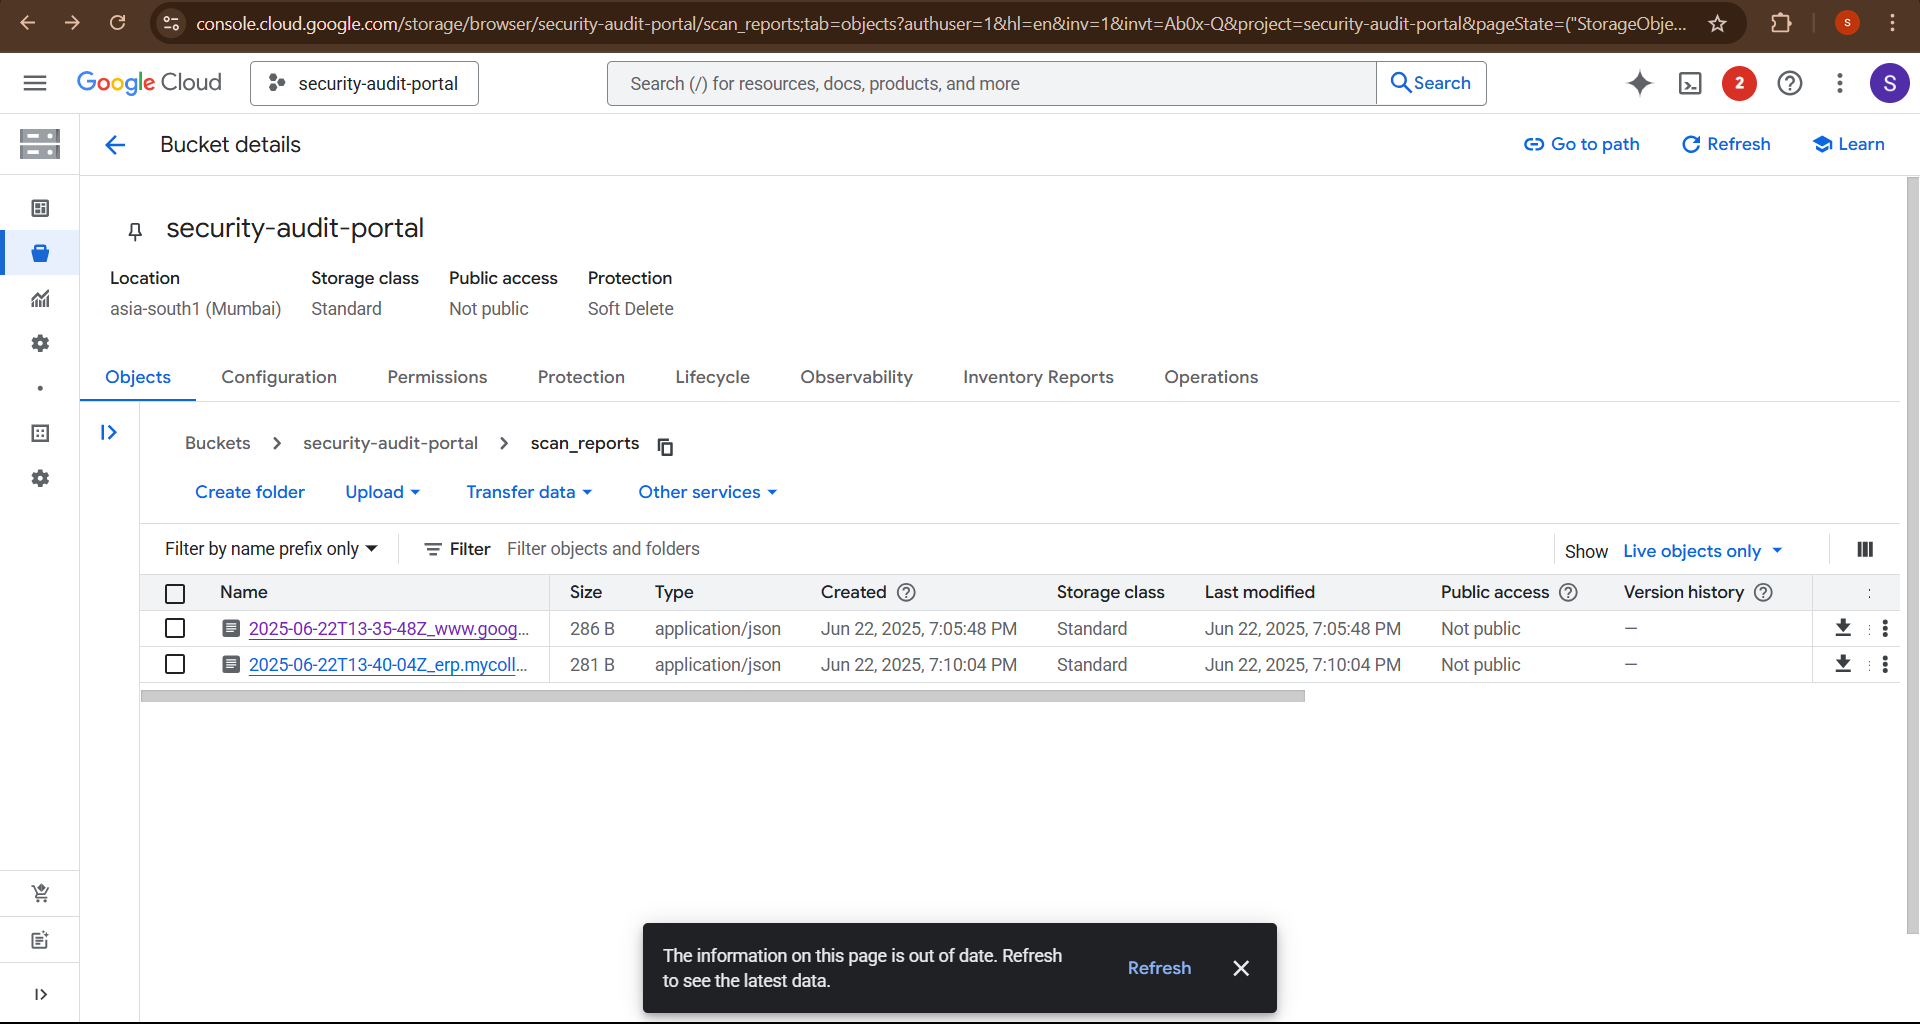 console.cloud.google.com/storage/browser/security-audit-portal/scan_reports;tab=objects?authuser=1&hl=en&inv=1&invt=Ab0x-Q&project=security-audit-portal&pageState=("StorageObje...
S
Google Cloud
security-audit-portal
Search (/) for resources, docs, products, and more
Search
2
S
Bucket details
Go to path
Refresh
Learn
security-audit-portal
Location Storage class Public access Protection
asia-south1 (Mumbai) Standard Not public Soft Delete
Objects Configuration Permissions Protection Lifecycle Observability Inventory Reports Operations
Buckets > security-audit-portal > scan_reports
Create folder Upload Transfer data Other services
Filter by name prefix only Filter Filter objects and folders Show Live objects only
Name Size Type Created Storage class Last modified Public access Version history
2025-06-22T13-35-48Z_www.goog... 286 B application/json Jun 22, 2025, 7:05:48 PM Standard Jun 22, 2025, 7:05:48 PM Not public —
2025-06-22T13-40-04Z_erp.mycoll... 281 B application/json Jun 22, 2025, 7:10:04 PM Standard Jun 22, 2025, 7:10:04 PM Not public —
The information on this page is out of date. Refresh
to see the latest data.
Refresh